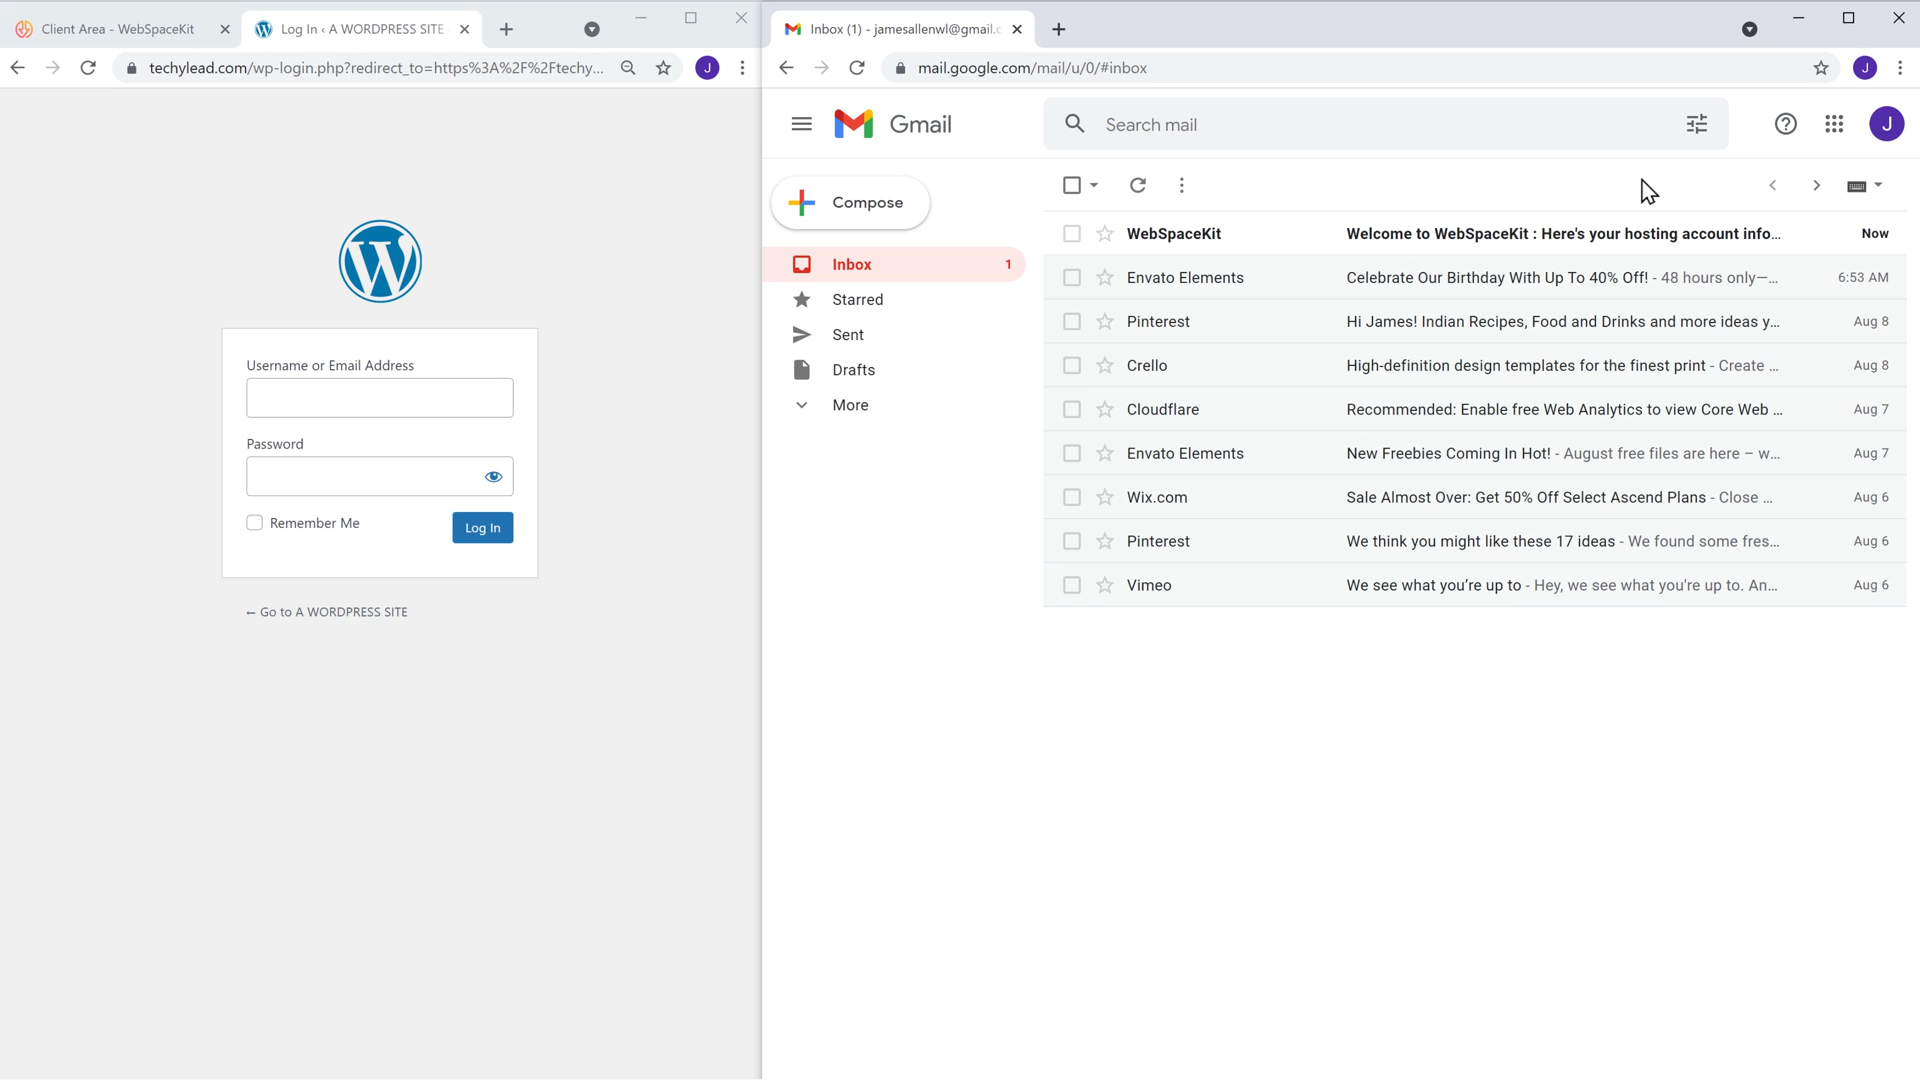 Client Area - WebSpaceKit
Log In ‹ A WORDPRESS SITE
techylead.com/wp-login.php?redirect_to=https%3A%2F%2Ftechy...
J
Username or Email Address
Password
Remember Me
Log In
← Go to A WORDPRESS SITE
Inbox (1) - jamesallenwl@gmail.c
mail.google.com/mail/u/0/#inbox
J
Gmail
Search mail
J
Compose
Inbox 1
Starred
Sent
Drafts
More
WebSpaceKit Welcome to WebSpaceKit : Here's your hosting account info... Now
Envato Elements Celebrate Our Birthday With Up To 40% Off! - 48 hours only—... 6:53 AM
Pinterest Hi James! Indian Recipes, Food and Drinks and more ideas y... Aug 8
Crello High-definition design templates for the finest print - Create ... Aug 8
Cloudflare Recommended: Enable free Web Analytics to view Core Web ... Aug 7
Envato Elements New Freebies Coming In Hot! - August free files are here – w... Aug 7
Wix.com Sale Almost Over: Get 50% Off Select Ascend Plans - Close ... Aug 6
Pinterest We think you might like these 17 ideas - We found some fres... Aug 6
Vimeo We see what you’re up to - Hey, we see what you're up to. An... Aug 6